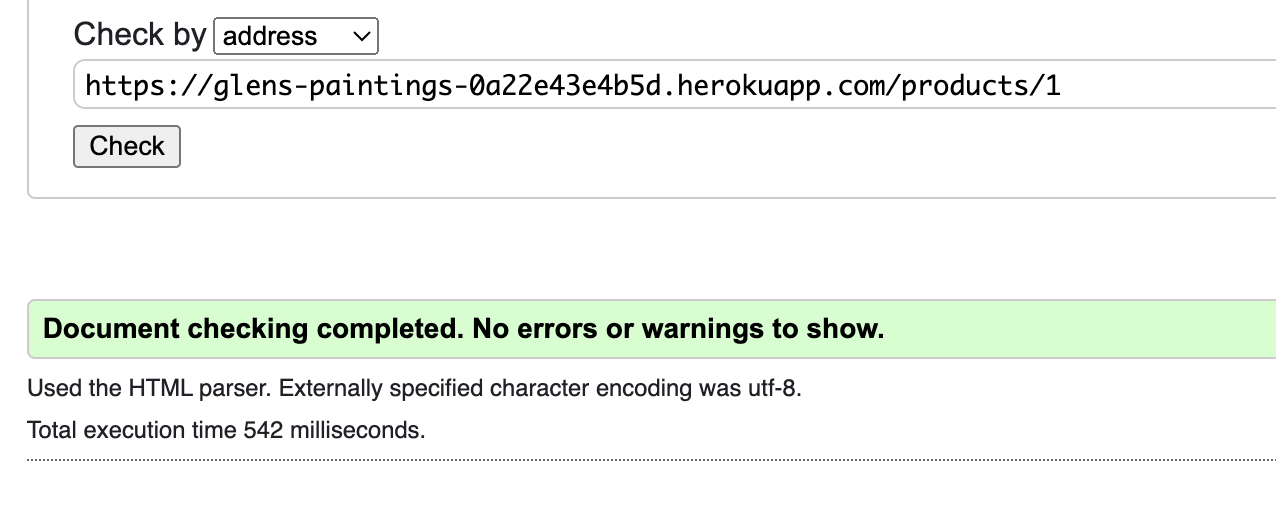 Check by address
https://glens-paintings-0a22e43e4b5d.herokuapp.com/products/1
Check
Document checking completed. No errors or warnings to show.
Used the HTML parser. Externally specified character encoding was utf-8.
Total execution time 542 milliseconds.